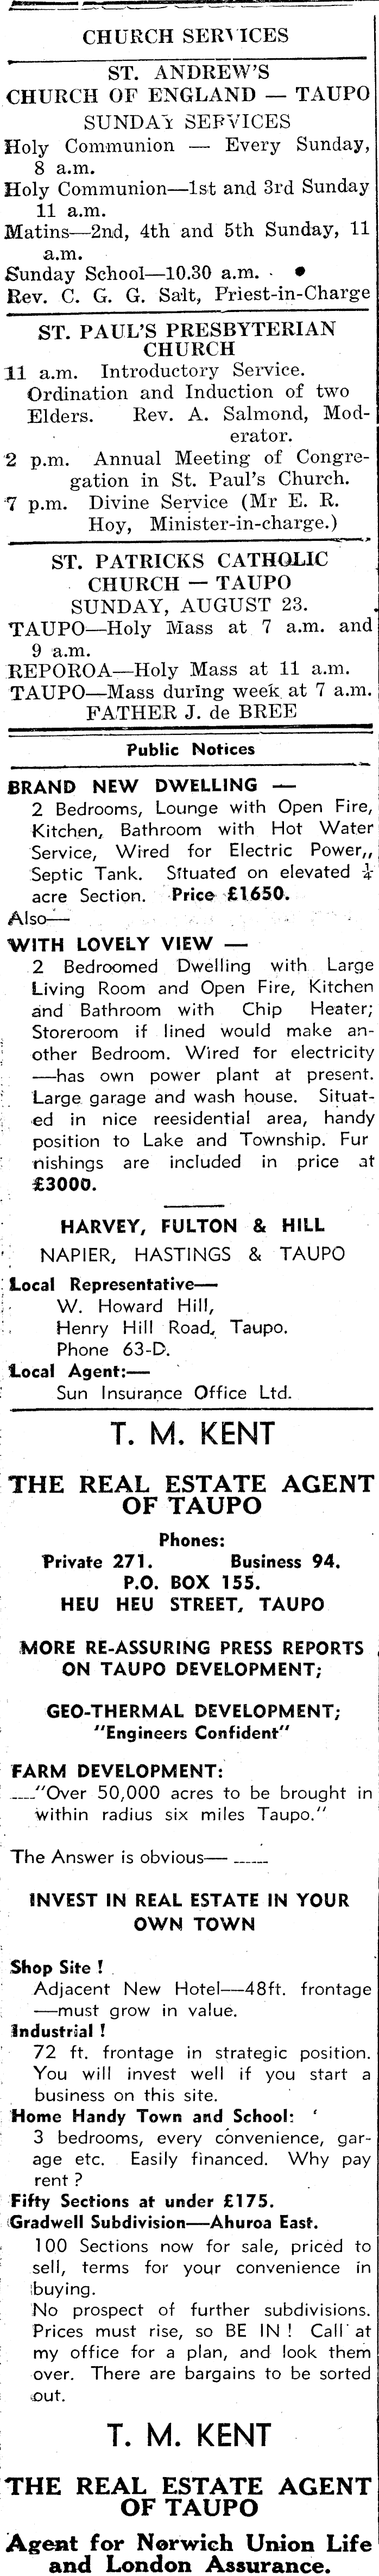 CHURCH SERVICES
ST. ANDREW'S
CHURCH OF ENGLAND — TAUPO
SUNDAY SERVICES
Holy Communion — Every Sunday,
8 a.m.
Holy Communion—1st and 3rd Sunday
11 a.m.
Matins—2nd, 4th and 5th Sunday, 11
a.m.
Sunday School—10.30 a.m.
Rev. C. G. G. Salt, Priest-in-Charge
ST. PAUL'S PRESBYTERIAN
CHURCH
11 a.m. Introductory Service.
Ordination and Induction of two
Elders. Rev. A. Salmond, Mod-
erator.
2 p.m. Annual Meeting of Congre-
gation in St. Paul's Church.
7 p.m. Divine Service (Mr E. R.
Hoy, Minister-in-charge.)
ST. PATRICKS CATHOLIC
CHURCH — TAUPO
SUNDAY, AUGUST 23.
TAUPO—Holy Mass at 7 a.m. and
9 a.m.
REPOROA—Holy Mass at 11 a.m.
TAUPO—Mass during week at 7 a.m.
FATHER J. de BREE
Public Notices
BRAND NEW DWELLING —
2 Bedrooms, Lounge with Open Fire,
Kitchen, Bathroom with Hot Water
Service, Wired for Electric Power,,
Septic Tank. Situated on elevated ¼
acre Section. Price £1650.
Also—
WITH LOVELY VIEW —
2 Bedroomed Dwelling with Large
Living Room and Open Fire, Kitchen
and Bathroom with Chip Heater;
Storeroom if lined would make an-
other Bedroom. Wired for electricity
—has own power plant at present.
Large garage and wash house. Situat-
ed in nice reesidential area, handy
position to Lake and Township. Fur
nishings are included in price at
£3000.
HARVEY, FULTON & HILL
NAPIER, HASTINGS & TAUPO
Local Representative—
W. Howard Hill,
Henry Hill Road, Taupo.
Phone 63-D.
Local Agent:—
Sun Insurance Office Ltd.
T. M. KENT
THE REAL ESTATE AGENT
OF TAUPO
Phones:
Private 271. Business 94.
P.O. BOX 155.
HEU HEU STREET, TAUPO
MORE RE-ASSURING PRESS REPORTS
ON TAUPO DEVELOPMENT;
GEO-THERMAL DEVELOPMENT;
"Engineers Confident"
FARM DEVELOPMENT:
"Over 50,000 acres to be brought in
within radius six miles Taupo."
The Answer is obvious—
INVEST IN REAL ESTATE IN YOUR
OWN TOWN
Shop Site !
Adjacent New Hotel—48ft. frontage
—must grow in value.
Industrial !
72 ft. frontage in strategic position.
You will invest well if you start a
business on this site.
Home Handy Town and School:
3 bedrooms, every convenience, gar-
age etc. Easily financed. Why pay
rent ?
Fifty Sections at under £175.
Gradwell Subdivision—Ahuroa East.
100 Sections now for sale, priced to
sell, terms for your convenience in
buying.
No prospect of further subdivisions.
Prices must rise, so BE IN ! Call at
my office for a plan, and look them
over. There are bargains to be sorted
out.
T. M. KENT
THE REAL ESTATE AGENT
OF TAUPO
Agent for Norwich Union Life
and London Assurance.